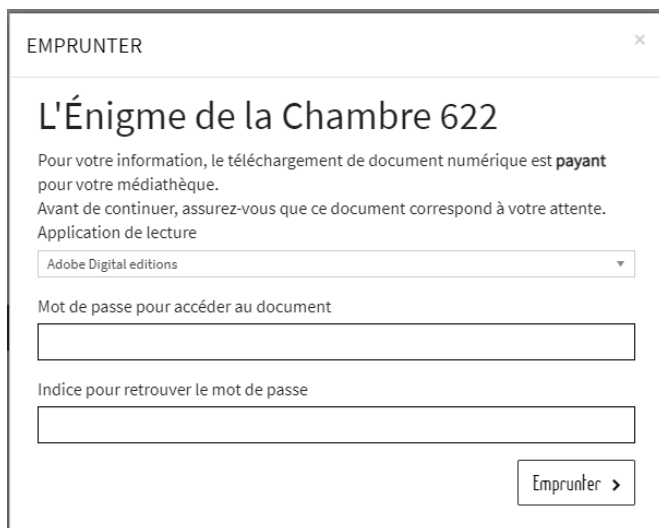 EMPRUNTER
×
L'Énigme de la Chambre 622
Pour votre information, le téléchargement de document numérique est payant
pour votre médiathèque.
Avant de continuer, assurez-vous que ce document correspond à votre attente.
Application de lecture
Adobe Digital editions
Mot de passe pour accéder au document
Indice pour retrouver le mot de passe
Emprunter >